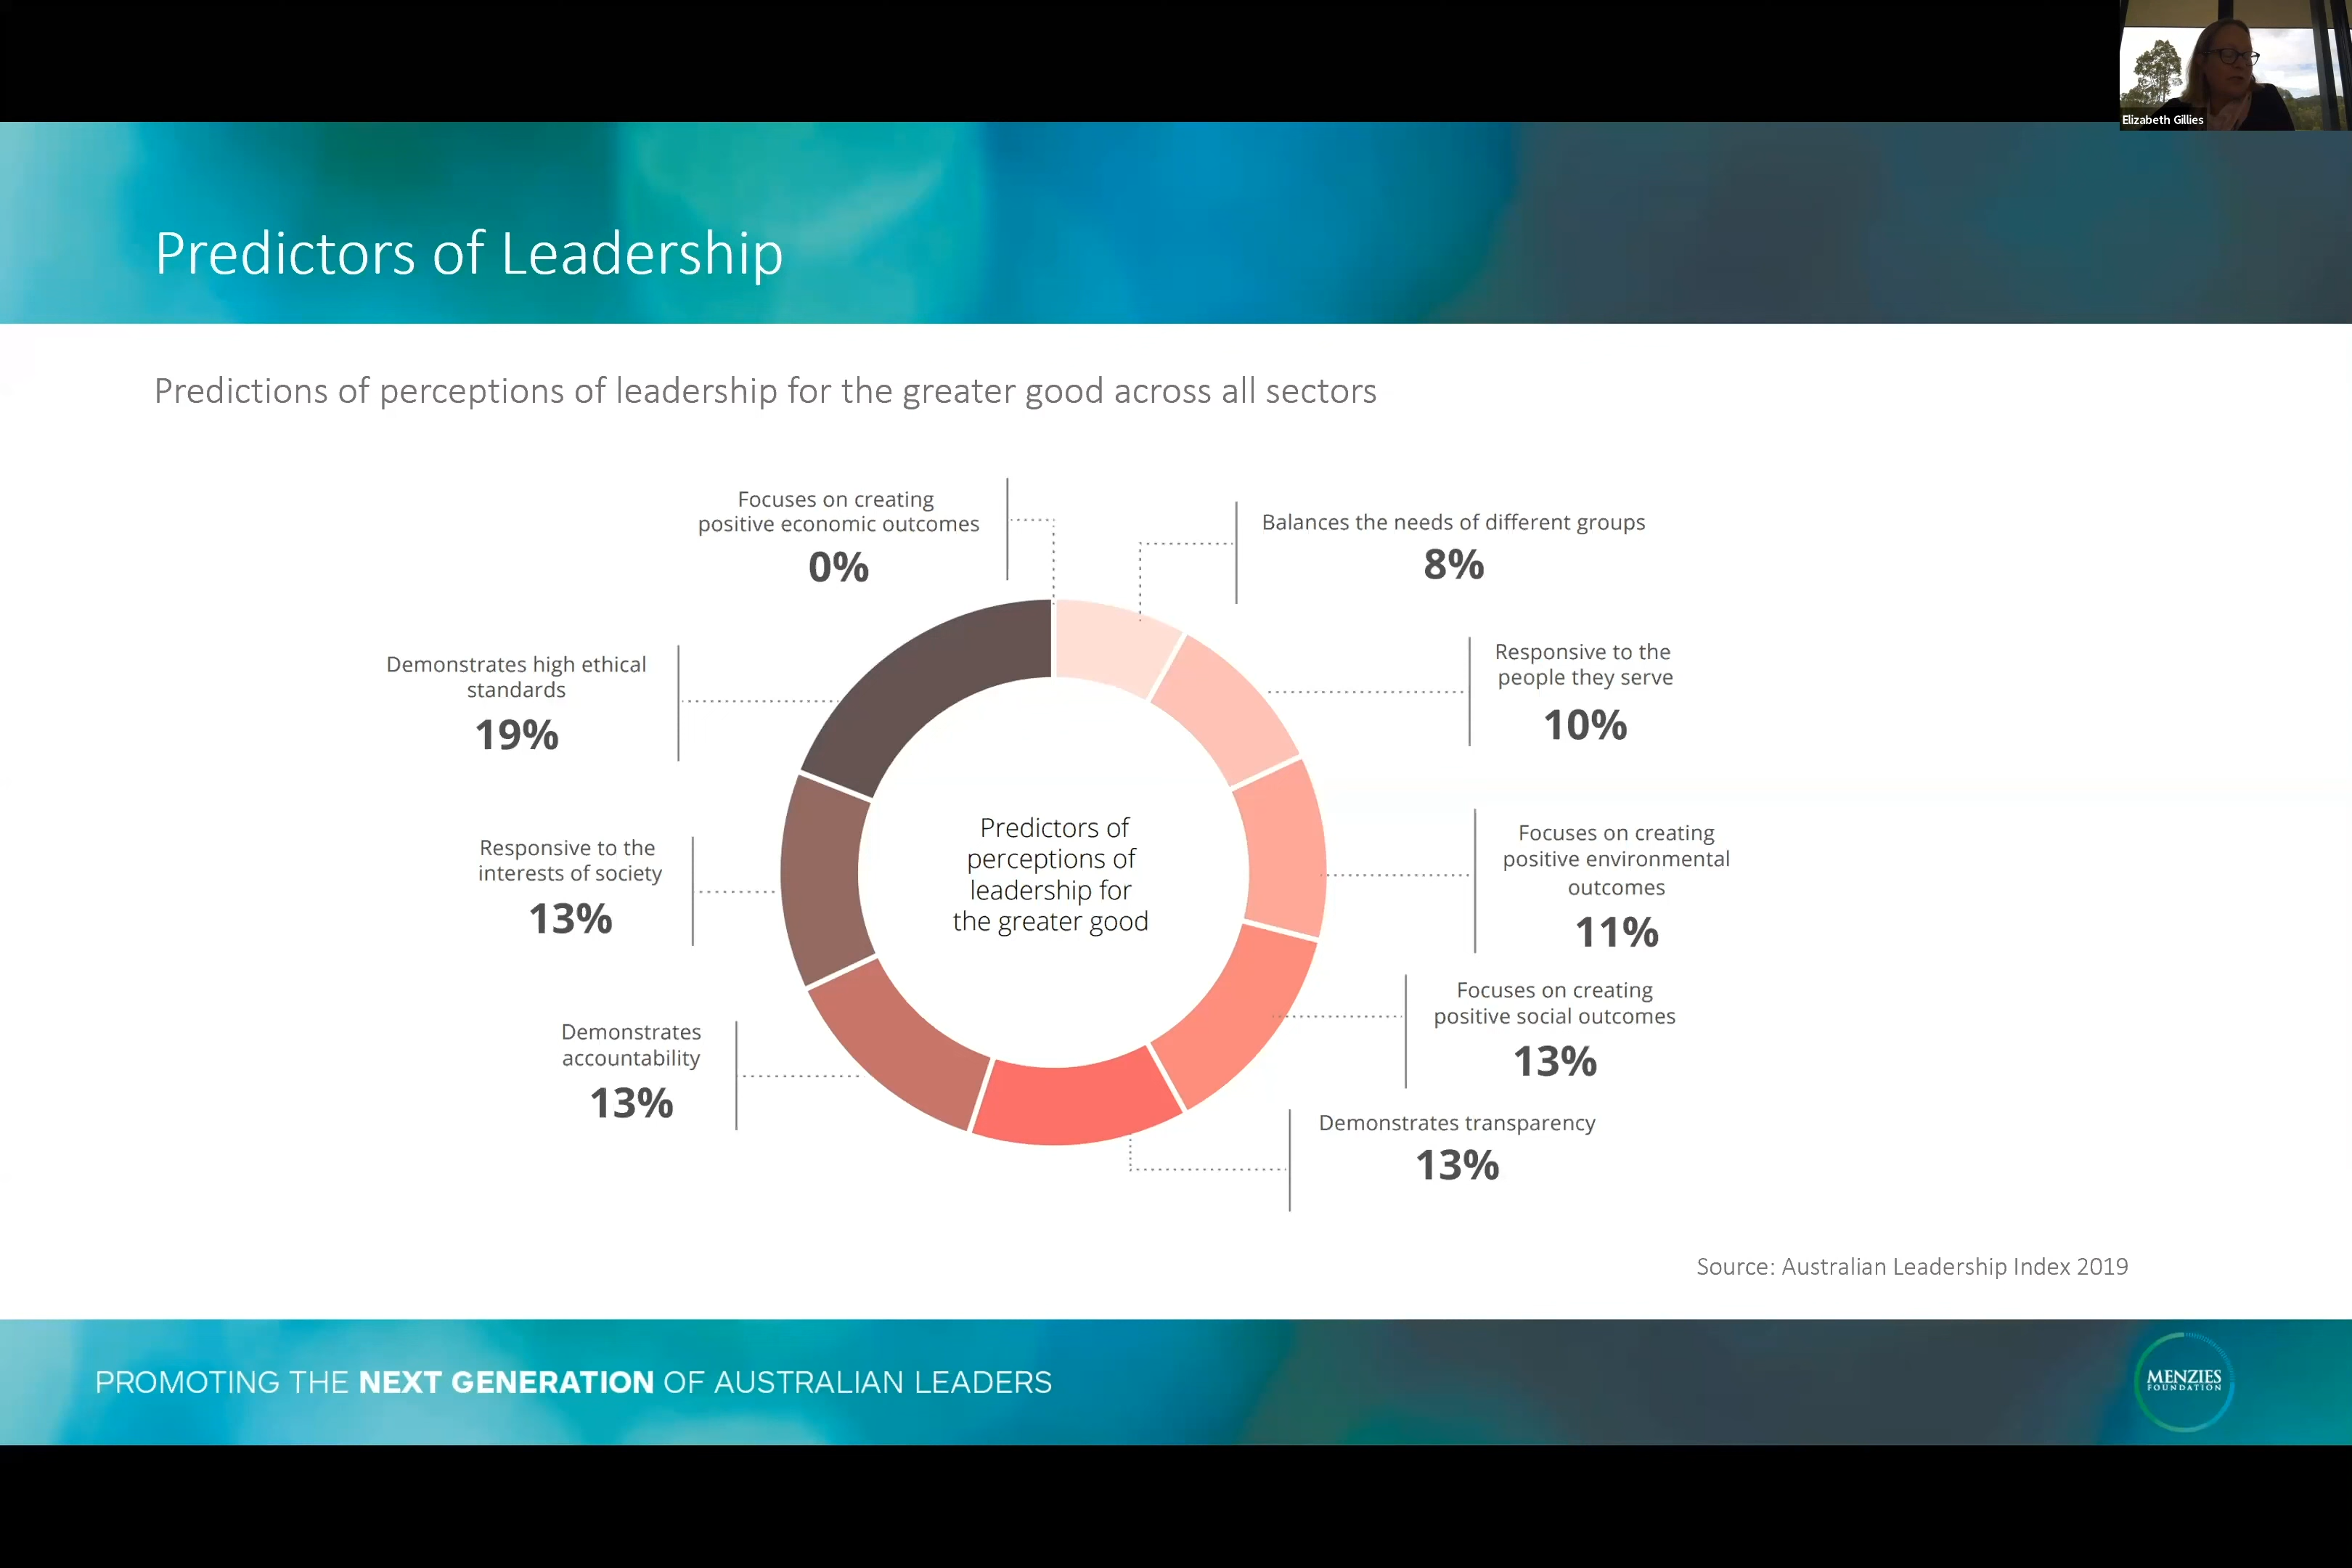 Elizabeth Gillies
Predictors of Leadership
Predictions of perceptions of leadership for the greater good across all sectors
Focuses on creating
positive economic outcomes
0%
Balances the needs of different groups
8%
Responsive to the
people they serve
10%
Focuses on creating
positive environmental
outcomes
11%
Focuses on creating
positive social outcomes
13%
Demonstrates transparency
13%
Demonstrates
accountability
13%
Responsive to the
interests of society
13%
Demonstrates high ethical
standards
19%
Predictors of
perceptions of
leadership for
the greater good
Source: Australian Leadership Index 2019
PROMOTING THE NEXT GENERATION OF AUSTRALIAN LEADERS
MENZIES
FOUNDATION